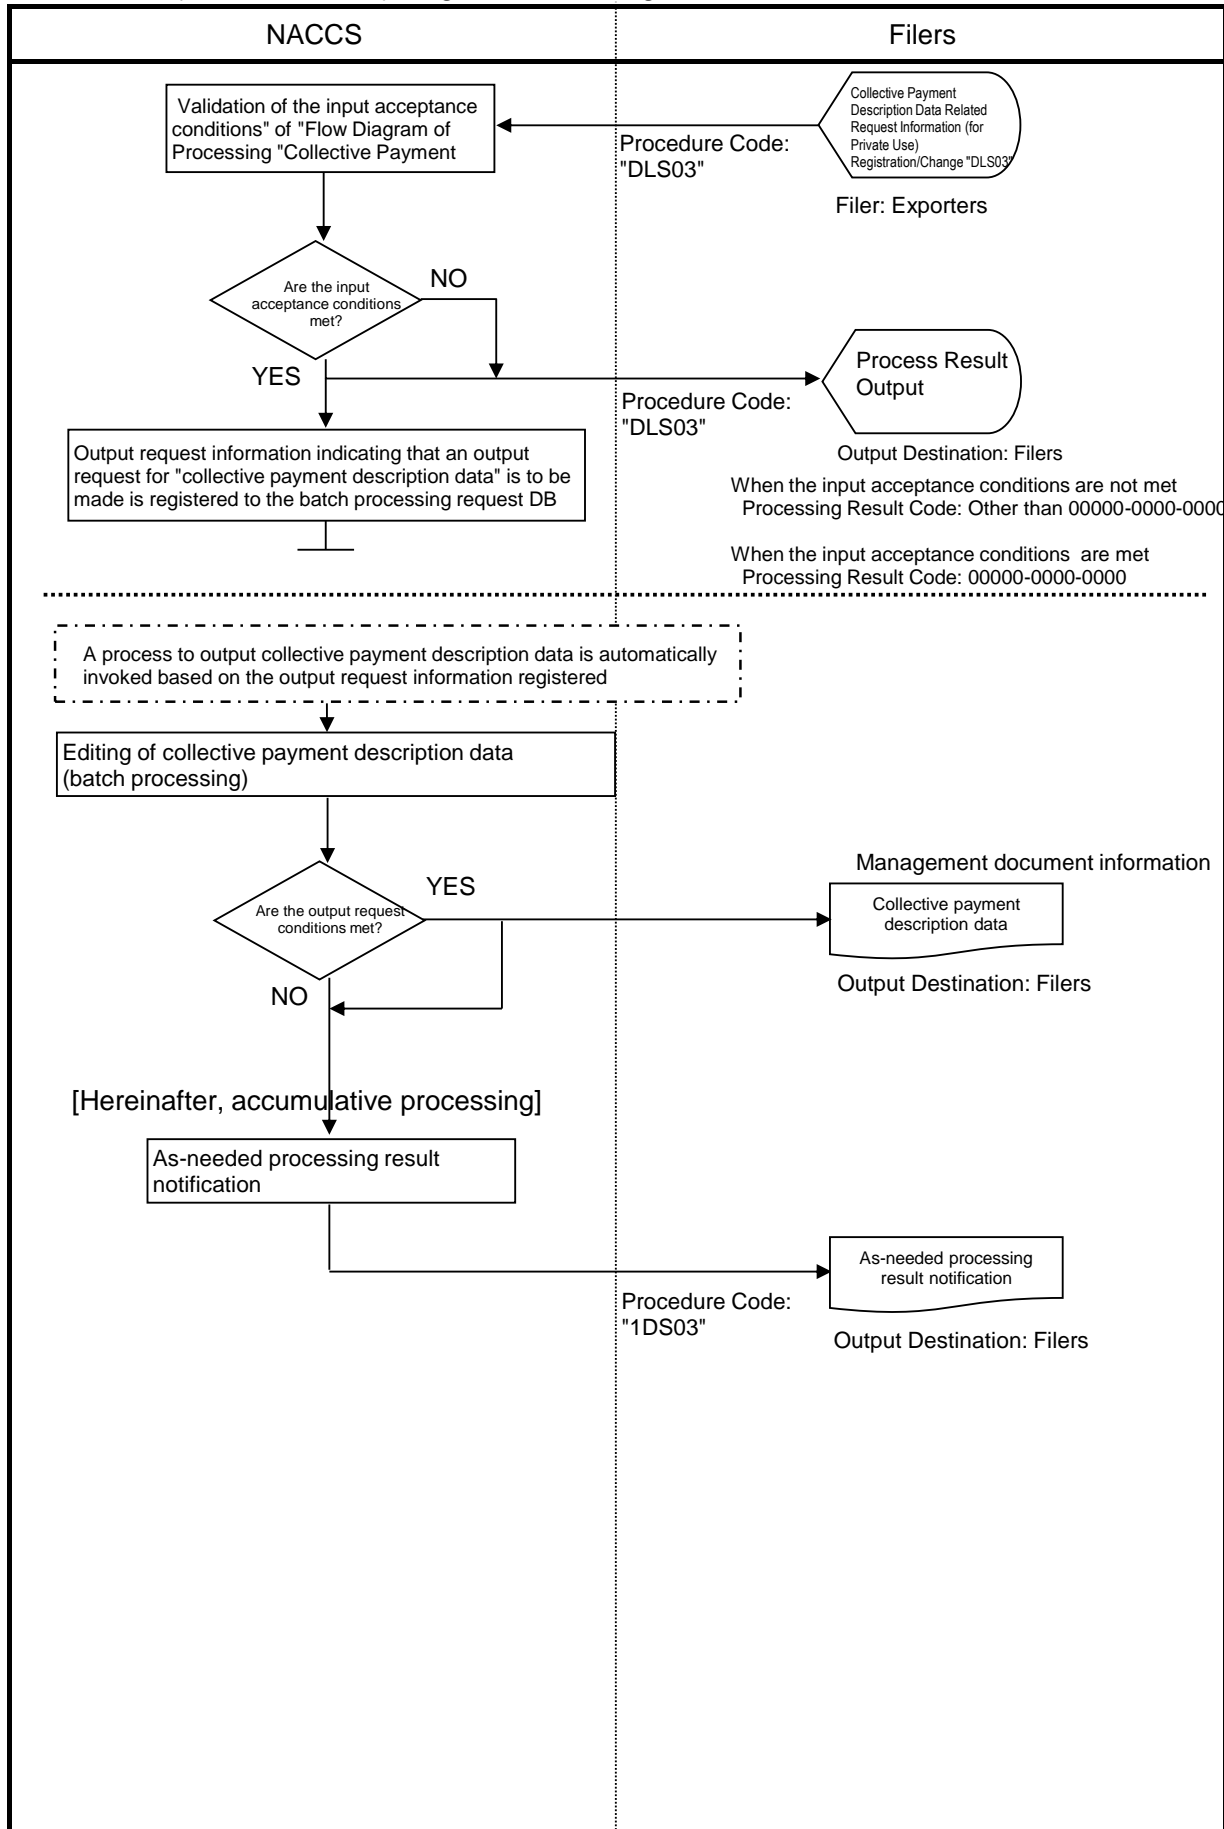 NACCS
Filers
Validation of the input acceptance
conditions" of "Flow Diagram of
Processing "Collective Payment
Collective Payment
Description Data Related
Request Information (for
Private Use)
Registration/Change "DLS03"
Procedure Code:
"DLS03"
Filer: Exporters
Are the input
acceptance conditions
met?
NO
YES
Process Result
Output
Procedure Code:
"DLS03"
Output Destination: Filers
Output request information indicating that an output
request for "collective payment description data" is to be
made is registered to the batch processing request DB
When the input acceptance conditions are not met
Processing Result Code: Other than 00000-0000-0000
When the input acceptance conditions are met
Processing Result Code: 00000-0000-0000
A process to output collective payment description data is automatically
invoked based on the output request information registered
Editing of collective payment description data
(batch processing)
Are the output request
conditions met?
YES
NO
Management document information
Collective payment
description data
Output Destination: Filers
[Hereinafter, accumulative processing]
As-needed processing result
notification
As-needed processing
result notification
Procedure Code:
"1DS03"
Output Destination: Filers